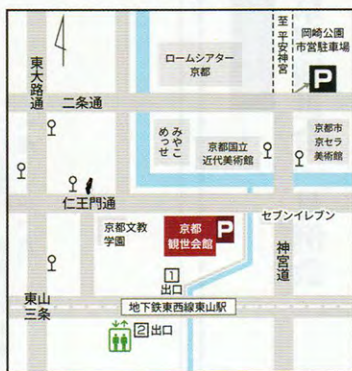 東大路通
至平安神宮
岡崎公園
市営駐車場
P
ロームシアター
京都
二条通
みやこ
めっせ
京都国立
近代美術館
京都市
京セラ
美術館
仁王門通
京都文教
学園
京都
観世会館
P
セブンイレブン
神宮道
1
出口
東山
三条
地下鉄東西線東山駅
2 出口